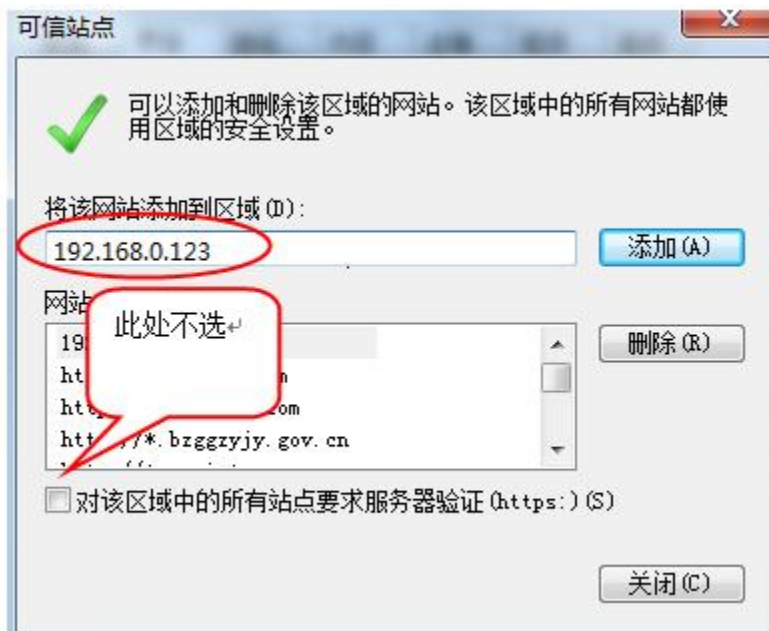 可信站点
可以添加和删除该区域的网站。该区域中的所有网站都使
用区域的安全设置。
将该网站添加到区域(D):
192.168.0.123
添加(A)
网站
此处不选
删除(R)
*.bzggzyjy.gov.cn
对该区域中的所有站点要求服务器验证(https:)(S)
关闭(C)